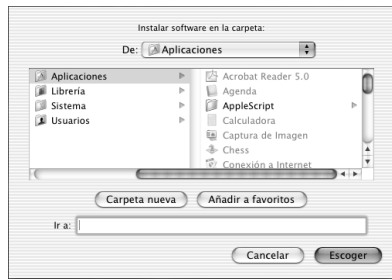 Instalar software en la carpeta:
De: Aplicaciones
Aplicaciones
Librería
Sistema
Usuarios
Acrobat Reader 5.0
Agenda
AppleScript
Calculadora
Captura de Imagen
Chess
Conexión a Internet
Carpeta nueva
Añadir a favoritos
Ir a:
Cancelar
Escoger